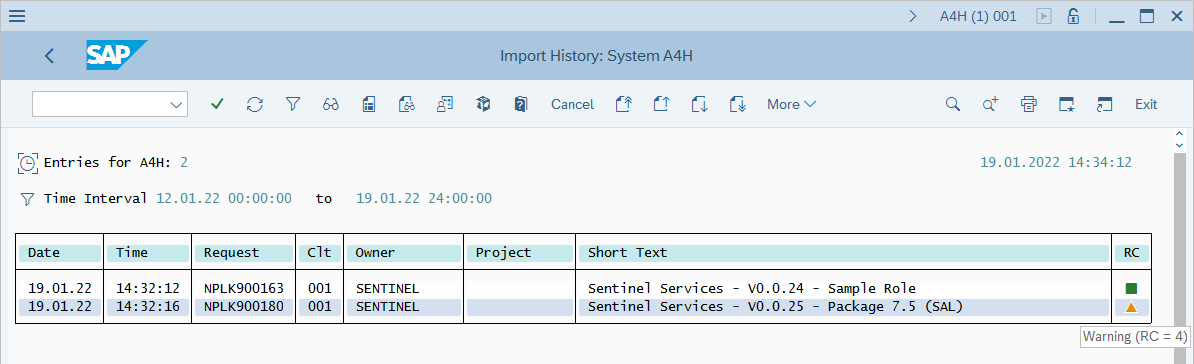 A4H (1) 001
SAP
Import History: System A4H
Cancel
More
Exit
Entries for A4H: 2
19.01.2022 14:34:12
Time Interval 12.01.22 00:00:00 to 19.01.22 24:00:00
Date Time Request Clt Owner Project Short Text RC
19.01.22 14:32:12 NPLK900163 001 SENTINEL Sentinel Services - V0.0.24 - Sample Role
19.01.22 14:32:16 NPLK900180 001 SENTINEL Sentinel Services - V0.0.25 - Package 7.5 (SAL)
Warning (RC = 4)